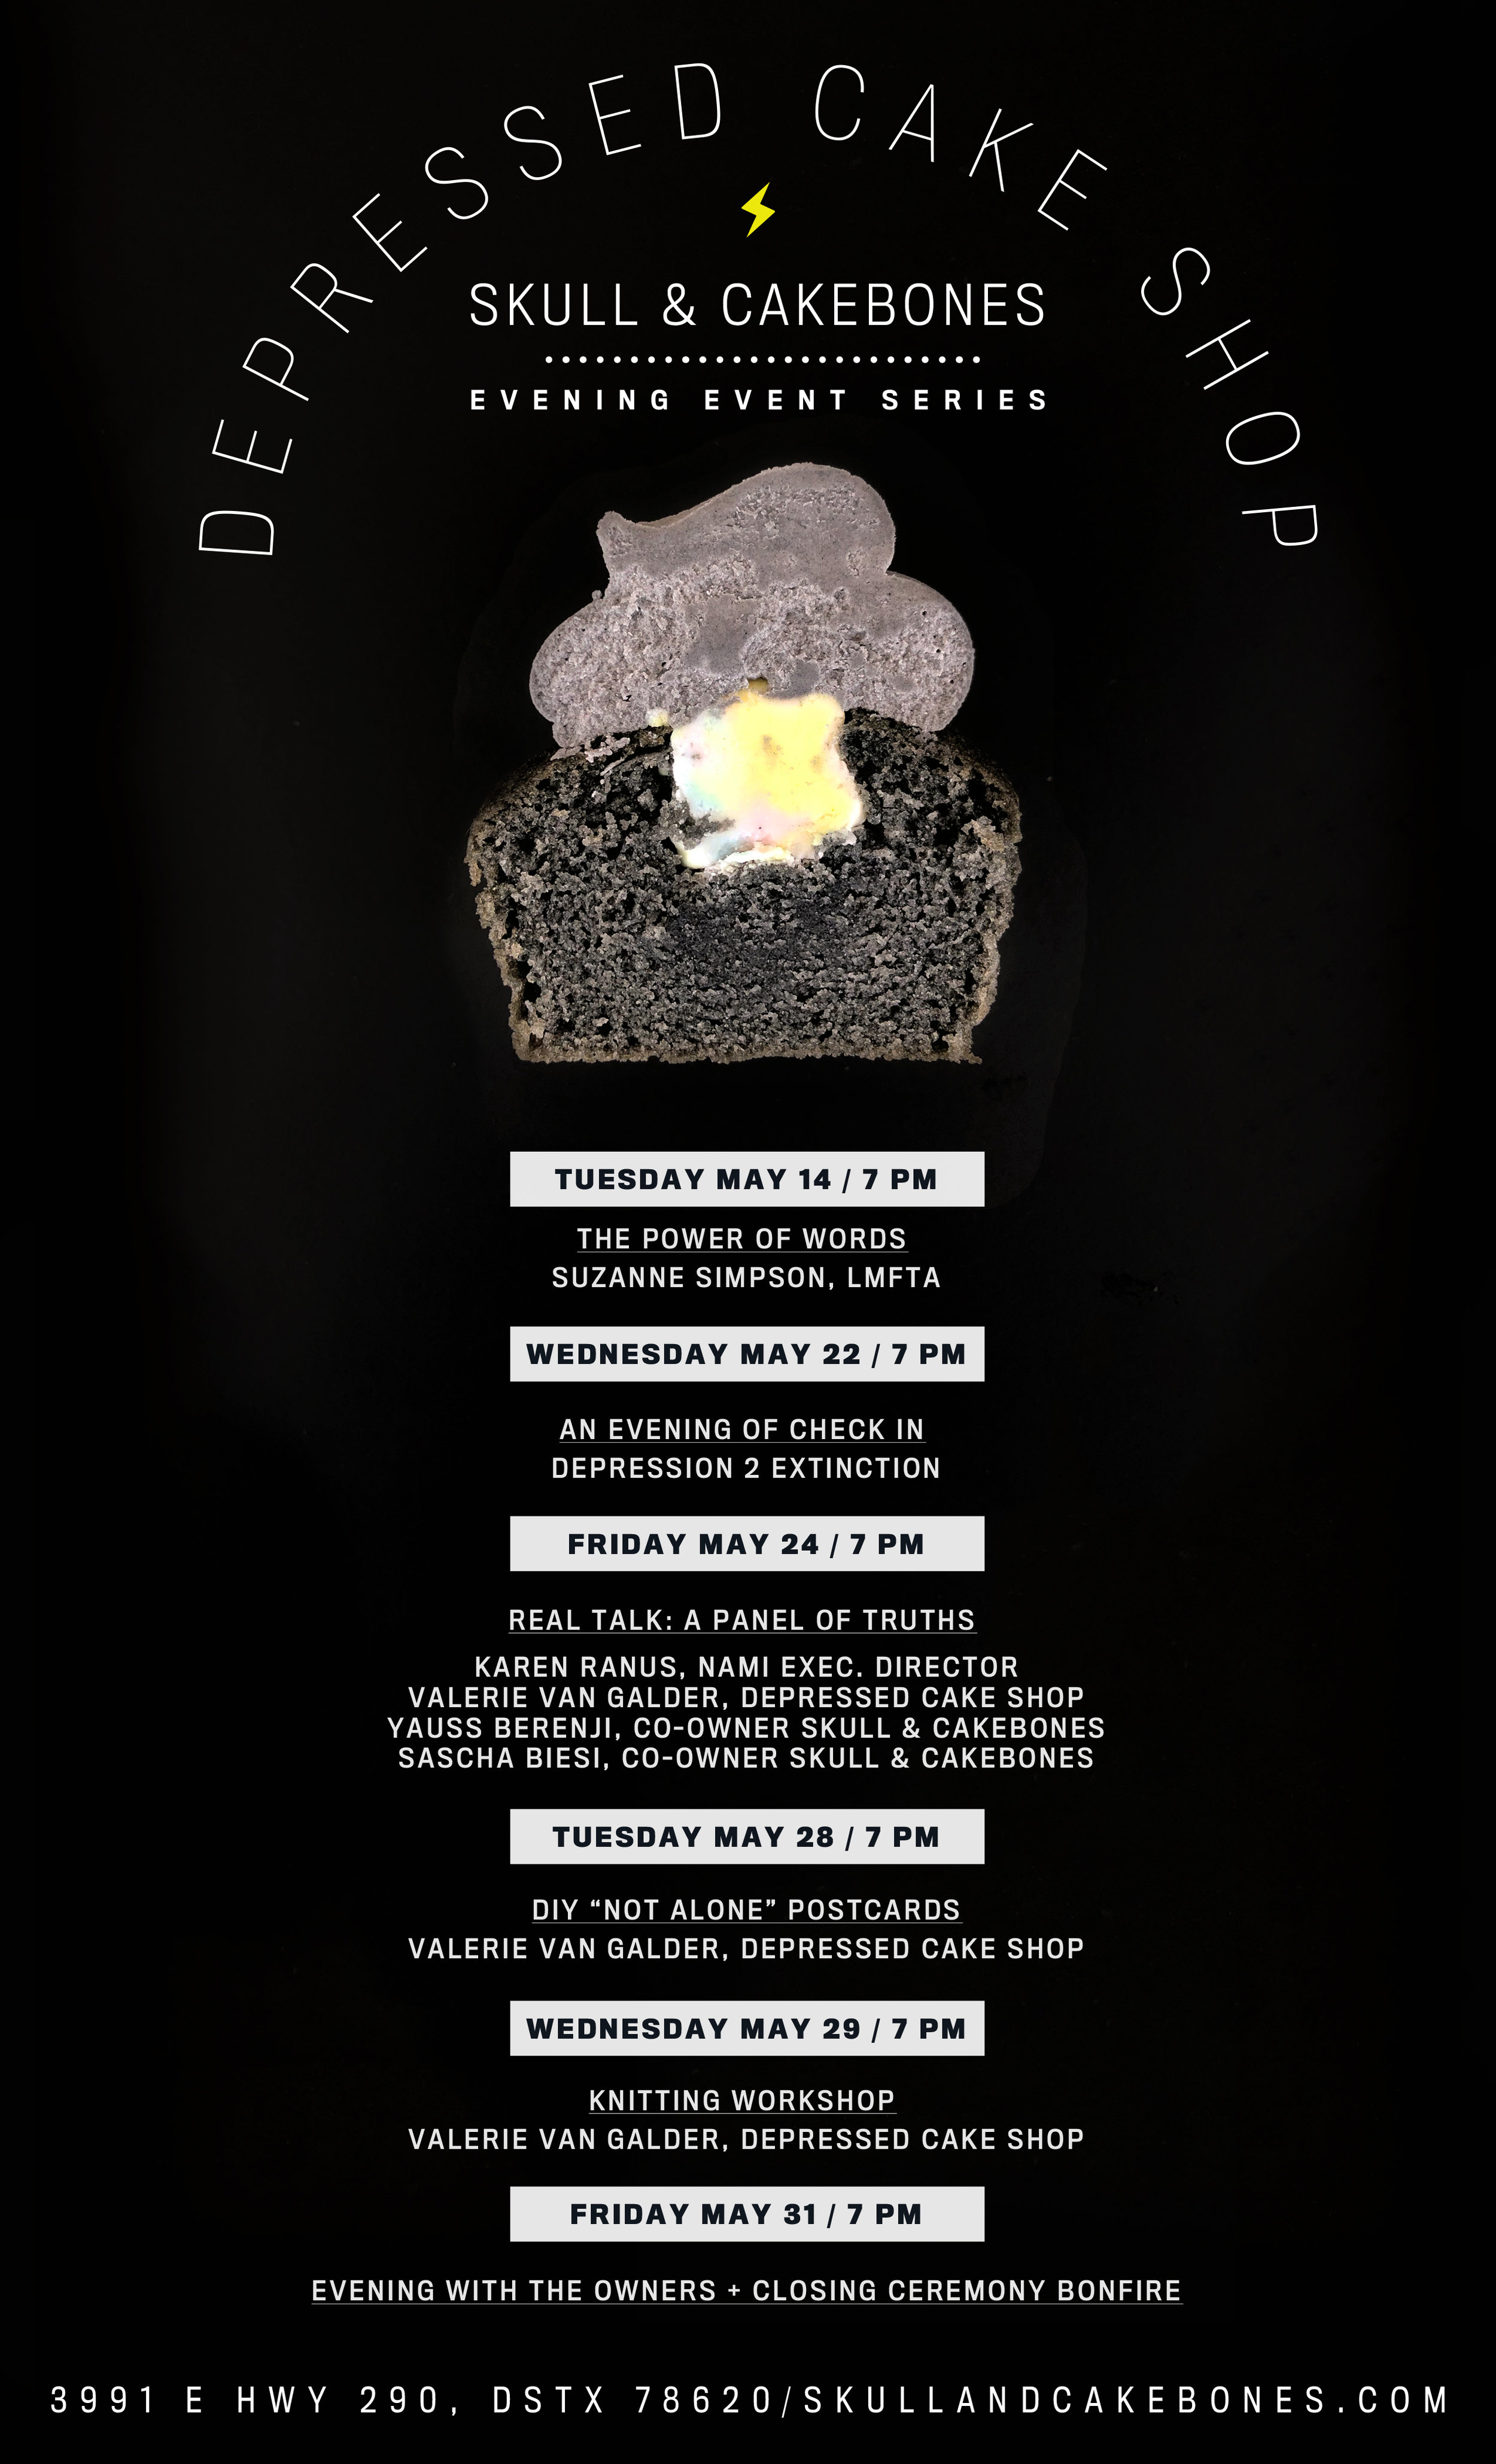 DEPRESSED CAKE SHOP
SKULL & CAKEBONES
EVENING EVENT SERIES
TUESDAY MAY 14 / 7 PM
THE POWER OF WORDS
SUZANNE SIMPSON, LMFTA
WEDNESDAY MAY 22 / 7 PM
AN EVENING OF CHECK IN
DEPRESSION 2 EXTINCTION
FRIDAY MAY 24 / 7 PM
REAL TALK: A PANEL OF TRUTHS
KAREN RANUS, NAMI EXEC. DIRECTOR
VALERIE VAN GALDER, DEPRESSED CAKE SHOP
YAUSS BERENJI, CO-OWNER SKULL & CAKEBONES
SASCHA BIESI, CO-OWNER SKULL & CAKEBONES
TUESDAY MAY 28 / 7 PM
DIY “NOT ALONE” POSTCARDS
VALERIE VAN GALDER, DEPRESSED CAKE SHOP
WEDNESDAY MAY 29 / 7 PM
KNITTING WORKSHOP
VALERIE VAN GALDER, DEPRESSED CAKE SHOP
FRIDAY MAY 31 / 7 PM
EVENING WITH THE OWNERS + CLOSING CEREMONY BONFIRE
3991 E HWY 290, DSTX 78620/SKULLANDCAKEBONES.COM